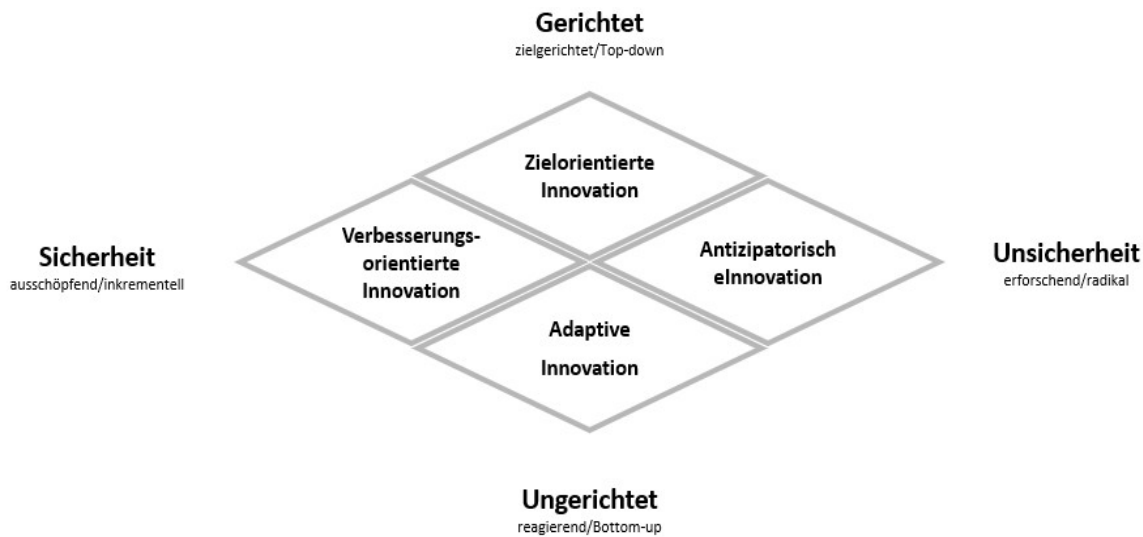 Gerichtet
zielgerichtet/Top-down
Zielorientierte
Innovation
Verbesserungs-
orientierte
Innovation
Antizipatorisch
eInnovation
Sicherheit
ausschöpfend/inkrementell
Unsicherheit
erforschend/radikal
Adaptive
Innovation
Ungerichtet
reagierend/Bottom-up